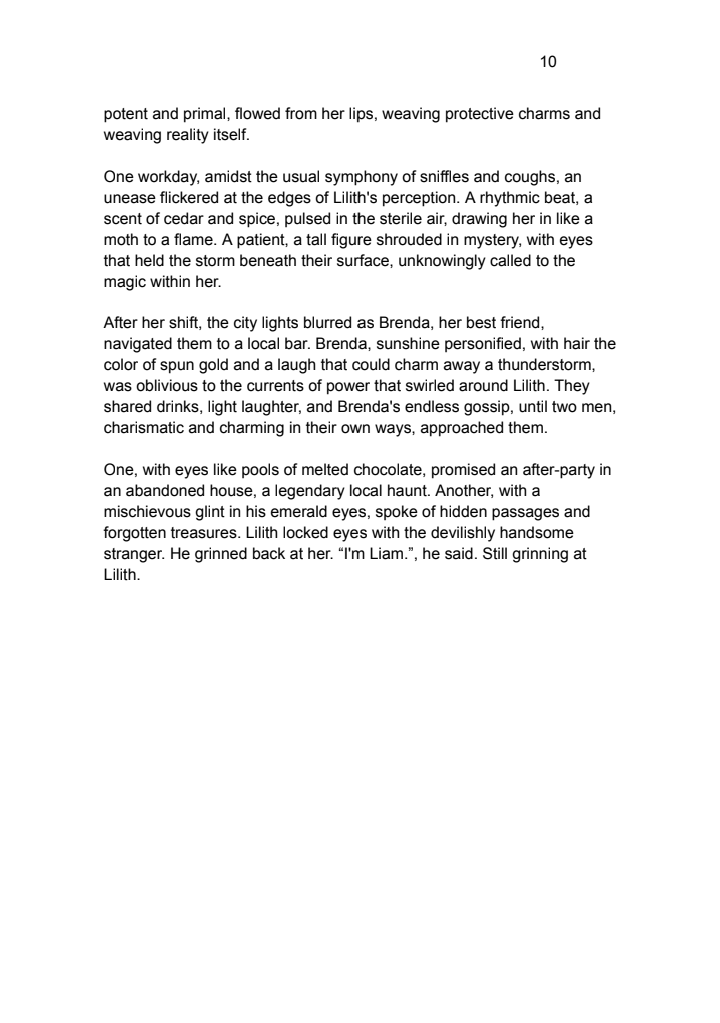 10
potent and primal, flowed from her lips, weaving protective charms and
weaving reality itself.
One workday, amidst the usual symphony of sniffles and coughs, an
unease flickered at the edges of Lilith's perception. A rhythmic beat, a
scent of cedar and spice, pulsed in the sterile air, drawing her in like a
moth to a flame. A patient, a tall figure shrouded in mystery, with eyes
that held the storm beneath their surface, unknowingly called to the
magic within her.
After her shift, the city lights blurred as Brenda, her best friend,
navigated them to a local bar. Brenda, sunshine personified, with hair the
color of spun gold and a laugh that could charm away a thunderstorm,
was oblivious to the currents of power that swirled around Lilith. They
shared drinks, light laughter, and Brenda's endless gossip, until two men,
charismatic and charming in their own ways, approached them.
One, with eyes like pools of melted chocolate, promised an after-party in
an abandoned house, a legendary local haunt. Another, with a
mischievous glint in his emerald eyes, spoke of hidden passages and
forgotten treasures. Lilith locked eyes with the devilishly handsome
stranger. He grinned back at her. “I'm Liam.”, he said. Still grinning at
Lilith.